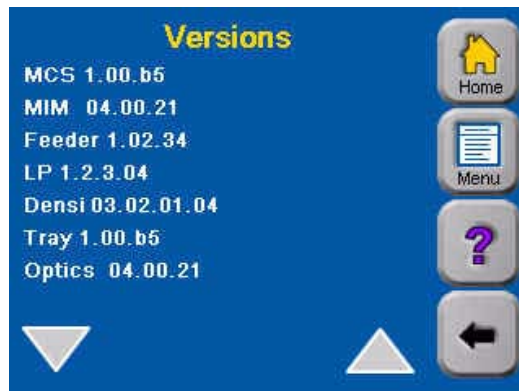 Versions
MCS 1.00.b5
MIM 04.00.21
Feeder 1.02.34
LP 1.2.3.04
Densi 03.02.01.04
Tray 1.00.b5
Optics 04.00.21
Home
Menu
?